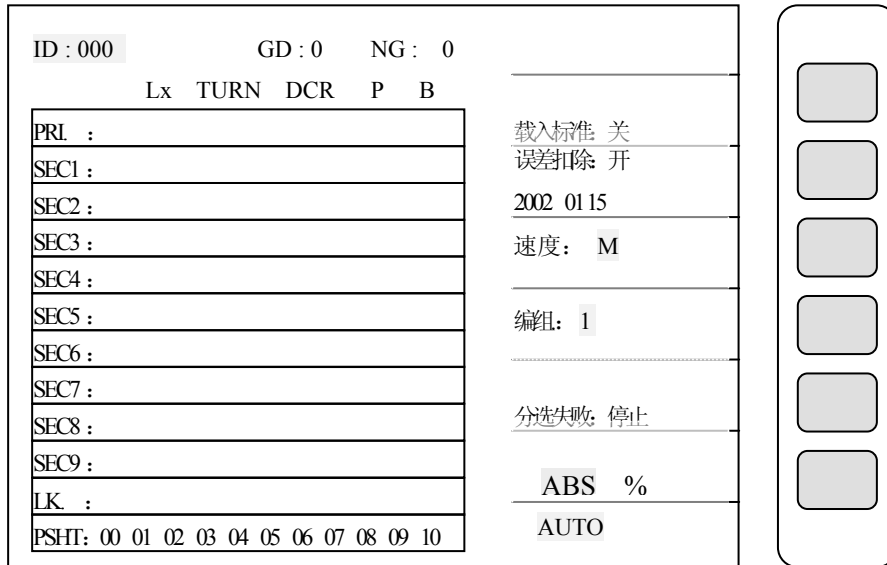 ID : 000 GD : 0 NG : 0
Lx TURN DCR P B
PRI. ：
SEC1：
SEC2：
SEC3：
SEC4：
SEC5：
SEC6：
SEC7：
SEC8：
SEC9：
LK. ：
PSHT：00 01 02 03 04 05 06 07 08 09 10
载入标准：关
误差扣除：开
2002 01 15
速度： M
编组：1
分选失败：停止
ABS %
AUTO